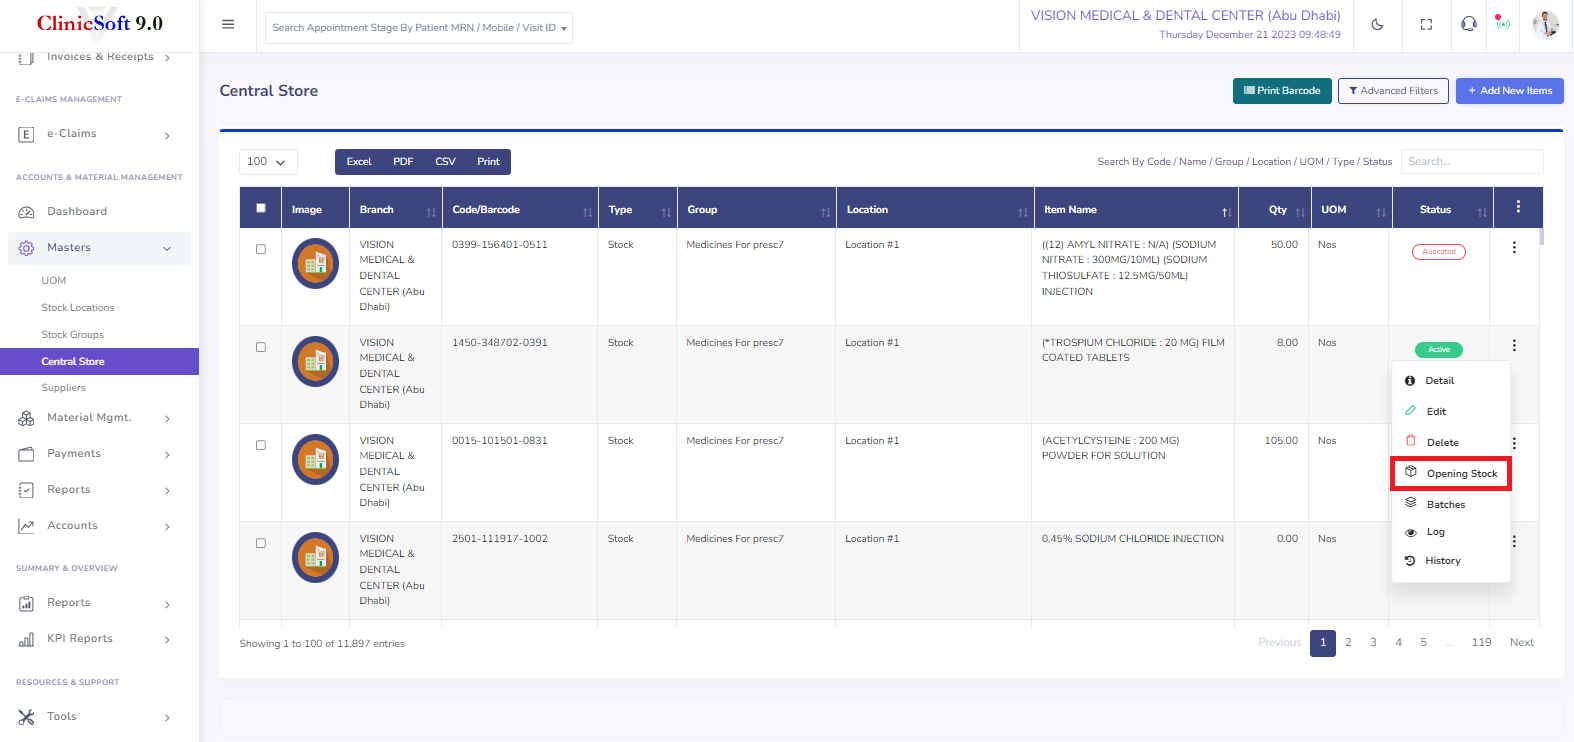 ClinicSoft 9.0
Search Appointment Stage By Patient MRN / Mobile / Visit ID
VISION MEDICAL & DENTAL CENTER (Abu Dhabi)
Thursday December 21 2023 09:48:49
Invoices & Receipts
E-CLAIMS MANAGEMENT
e-Claims
ACCOUNTS & MATERIAL MANAGEMENT
Dashboard
Masters
UOM
Stock Locations
Stock Groups
Central Store
Suppliers
Material Mgmt.
Payments
Reports
Accounts
SUMMARY & OVERVIEW
Reports
KPI Reports
RESOURCES & SUPPORT
Tools
Central Store
Print Barcode
Advanced Filters
+ Add New Items
100
Excel PDF CSV Print
Search By Code / Name / Group / Location / UOM / Type / Status
Search...
Image Branch Code/Barcode Type Group Location Item Name Qty UOM Status
VISION
MEDICAL &
DENTAL
CENTER (Abu
Dhabi)
0399-156401-0511
Stock
Medicines For presc7
Location #1
((12) AMYL NITRATE : N/A) (SODIUM
NITRATE : 300MG/10ML) (SODIUM
THIOSULFATE : 12.5MG/50ML)
INJECTION
50.00
Nos
Allocated
VISION
MEDICAL &
DENTAL
CENTER (Abu
Dhabi)
1450-348702-0391
Stock
Medicines For presc7
Location #1
(*TROSPIUM CHLORIDE : 20 MG) FILM
COATED TABLETS
8.00
Nos
Active
Detail
Edit
Delete
Opening Stock
Batches
Log
History
VISION
MEDICAL &
DENTAL
CENTER (Abu
Dhabi)
0015-101501-0831
Stock
Medicines For presc7
Location #1
(ACETYLCYSTEINE : 200 MG)
POWDER FOR SOLUTION
105.00
Nos
VISION
MEDICAL &
DENTAL
CENTER (Abu
Dhabi)
2501-111917-1002
Stock
Medicines For presc7
Location #1
0.45% SODIUM CHLORIDE INJECTION
0.00
Nos
Showing 1 to 100 of 11,897 entries
Previous 1 2 3 4 5 ... 119 Next